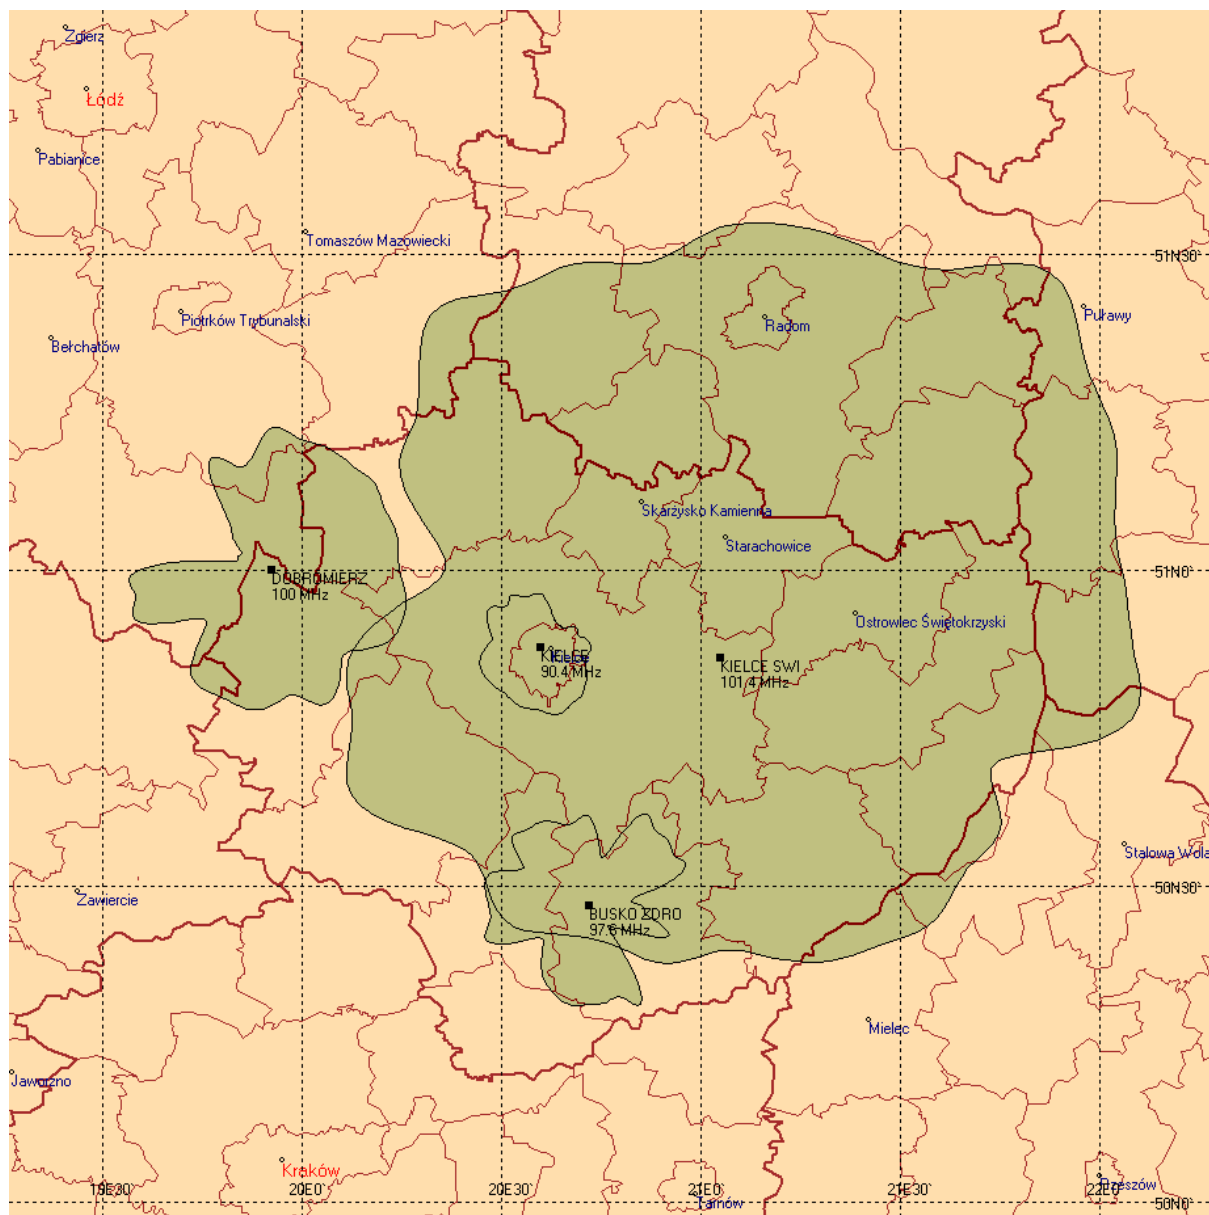 Zgierz
Łódź
Pabianice
Tomaszów Mazowiecki
51N30'
Piotrków Trybunalski
Radom
Puławy
Bełchatów
Skarżysko Kamienna
Starachowice
DOBROMIERZ
100 MHz
51N0'
Ostrowiec Świętokrzyski
KIELCE
Kielce
90.4 MHz
KIELCE SWI
101.4 MHz
Stalowa Wola
50N30'
Zawiercie
BUSKO ZDRO
97.6 MHz
Mielec
Jaworzno
Kraków
Rzeszów
19E30'
20E0'
20E30'
21E0'
21E30'
22E0'
Tarnów
50N0'